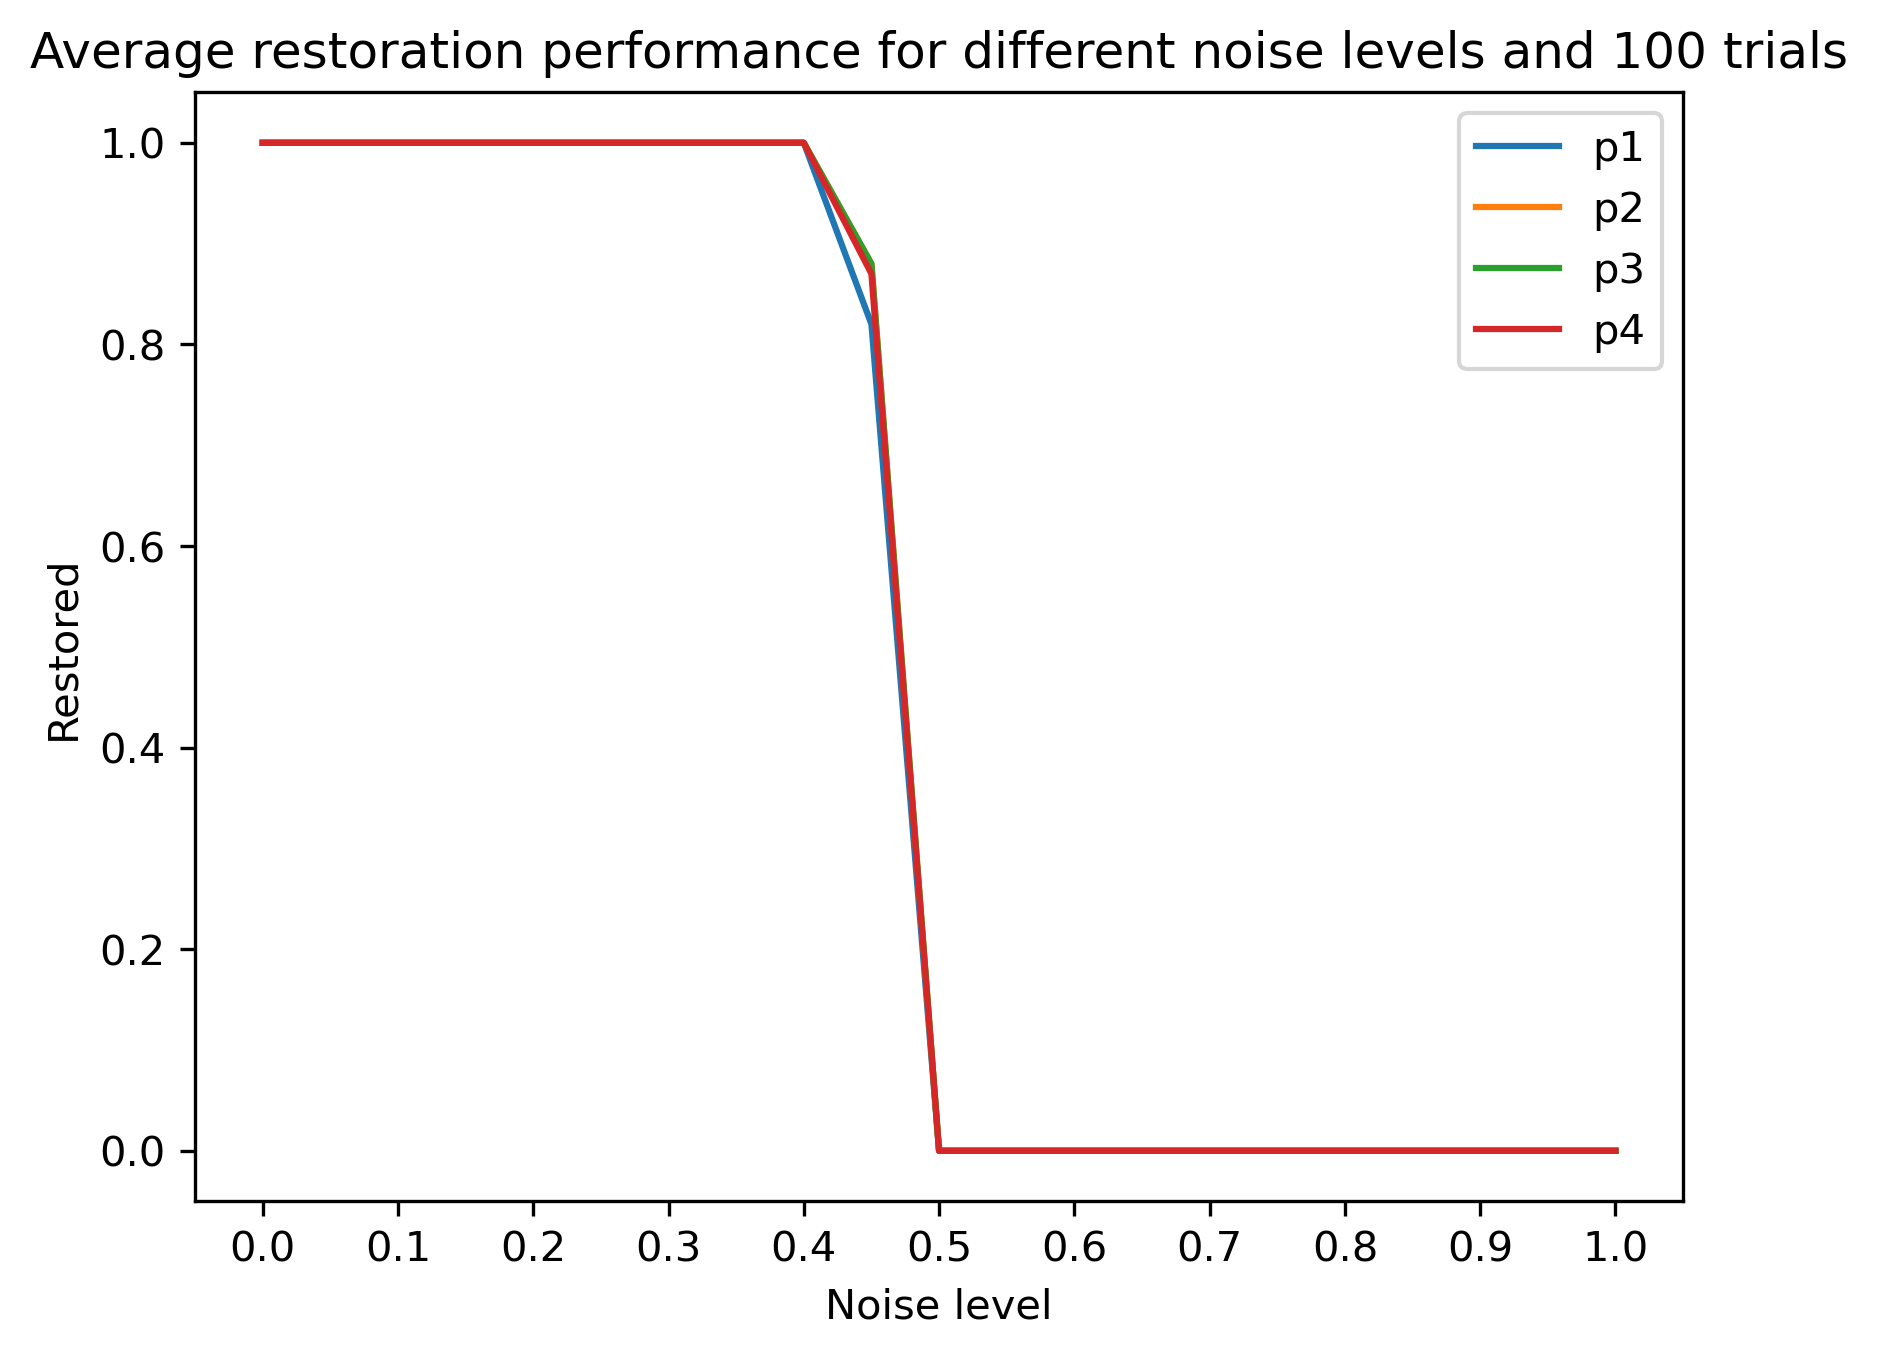 Average restoration performance for different noise levels and 100 trials
p1
p2
p3
p4
1.0
0.8
0.6
0.4
0.2
0.0
Restored
0.0 0.1 0.2 0.3 0.4 0.5 0.6 0.7 0.8 0.9 1.0
Noise level